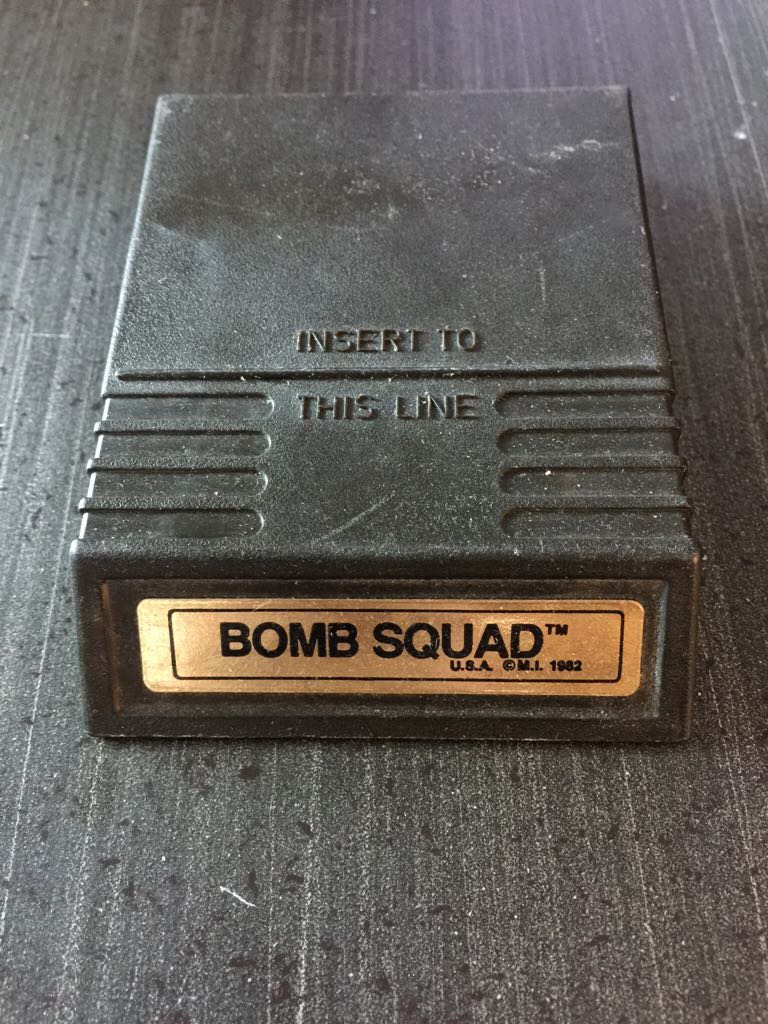 INSERT TO
THIS LINE
BOMB SQUAD™
U.S.A. ©M.I. 1982